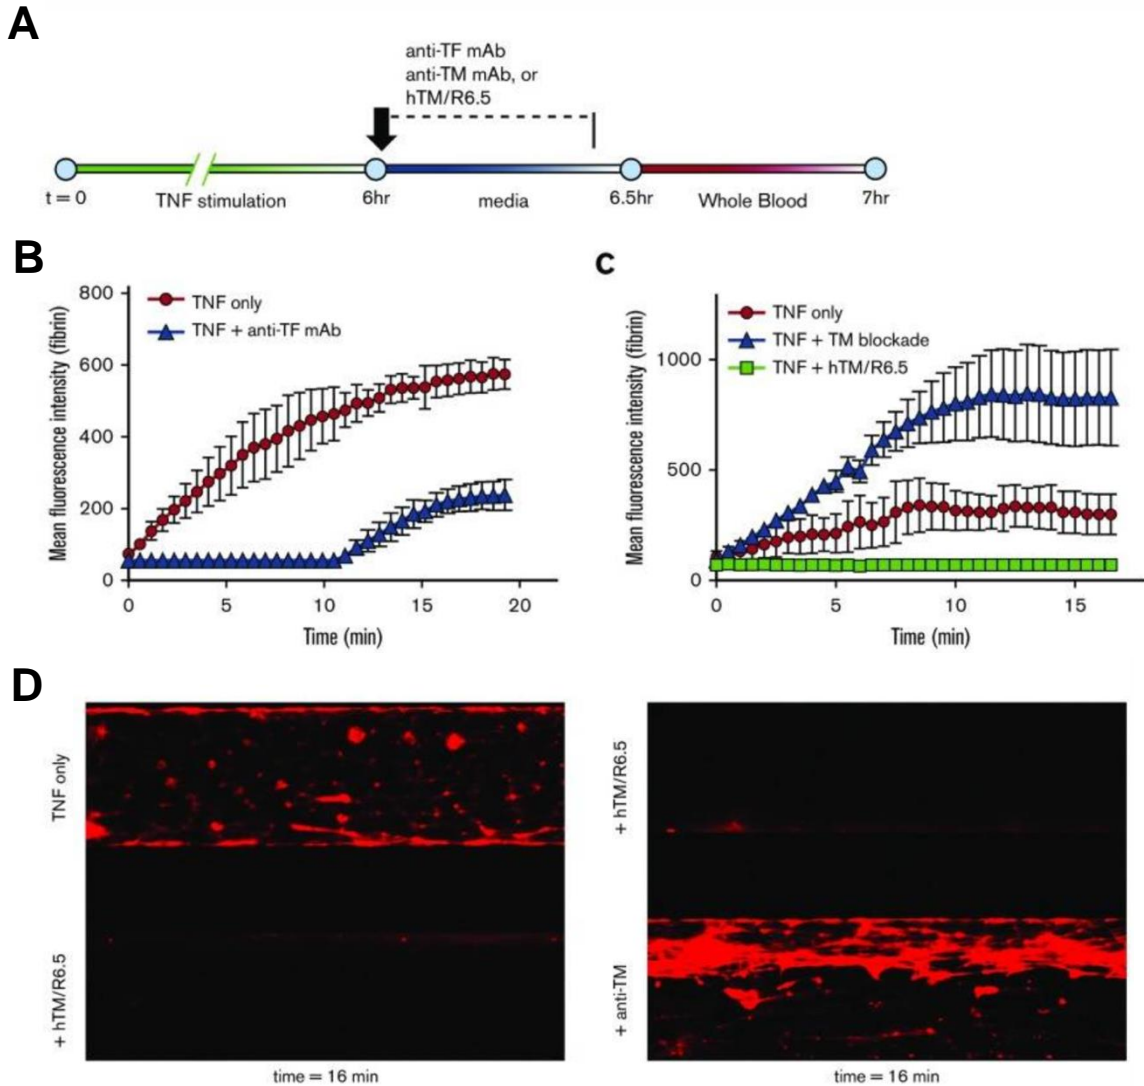 A
anti-TF mAb
anti-TM mAb, or
hTM/R6.5
t = 0
TNF stimulation
6hr
media
6.5hr
Whole Blood
7hr
B
Mean fluorescence intensity (fibrin)
800
600
400
200
0
TNF only
TNF + anti-TF mAb
0
5
10
15
20
Time (min)
C
Mean fluorescence intensity (fibrin)
1000
500
0
TNF only
TNF + TM blockade
TNF + hTM/R6.5
0
5
10
15
Time (min)
D
TNF only
+ hTM/R6.5
time = 16 min
+ hTM/R6.5
+ anti-TM
time = 16 min